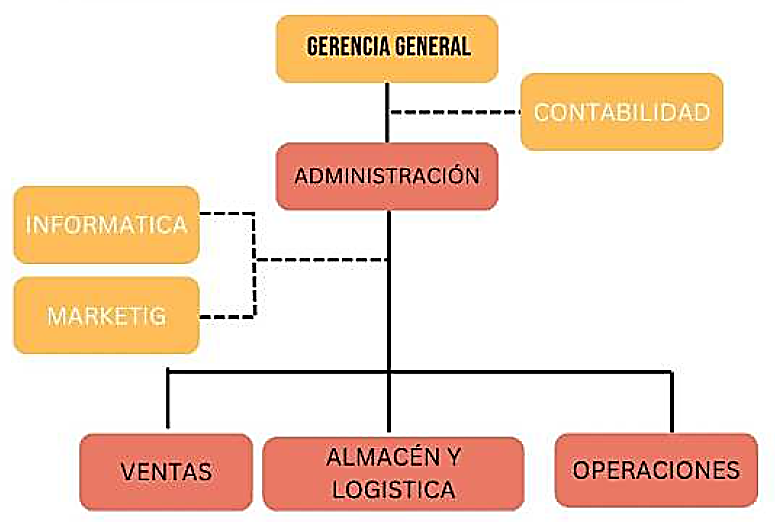 GERENCIA GENERAL
CONTABILIDAD
ADMINISTRACIÓN
INFORMATICA
MARKETIG
VENTAS
ALMACÉN Y
LOGISTICA
OPERACIONES